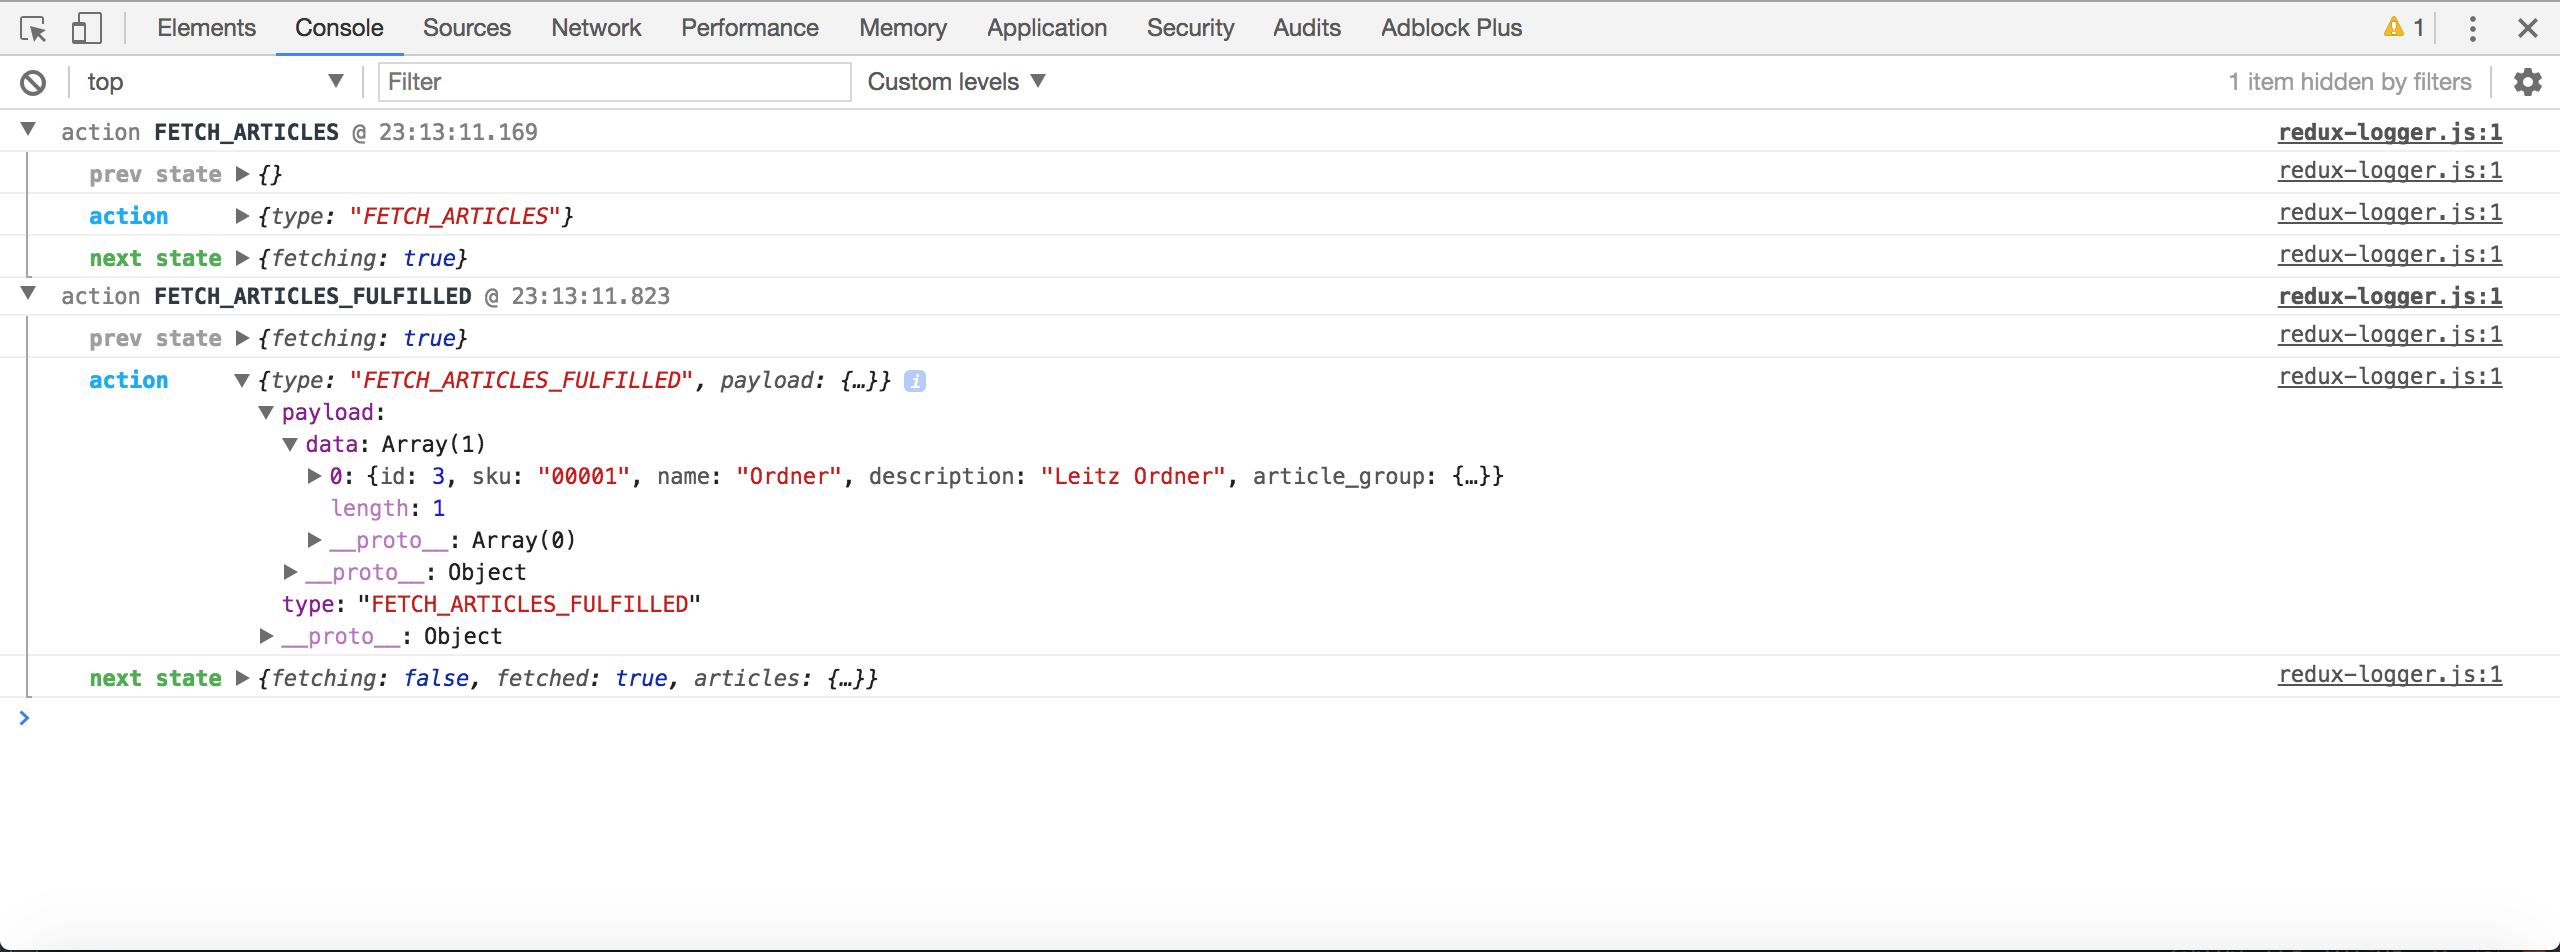 Elements Console Sources Network Performance Memory Application Security Audits Adblock Plus 1
top Filter Custom levels 1 item hidden by filters
action FETCH_ARTICLES @ 23:13:11.169 redux-logger.js:1
prev state {} redux-logger.js:1
action {type: "FETCH_ARTICLES"} redux-logger.js:1
next state {fetching: true} redux-logger.js:1
action FETCH_ARTICLES_FULFILLED @ 23:13:11.823 redux-logger.js:1
prev state {fetching: true} redux-logger.js:1
action {type: "FETCH_ARTICLES_FULFILLED", payload: {…}} i redux-logger.js:1
payload:
data: Array(1)
0: {id: 3, sku: "00001", name: "Ordner", description: "Leitz Ordner", article_group: {…}}
length: 1
__proto__: Array(0)
__proto__: Object
type: "FETCH_ARTICLES_FULFILLED"
__proto__: Object
next state {fetching: false, fetched: true, articles: {…}} redux-logger.js:1